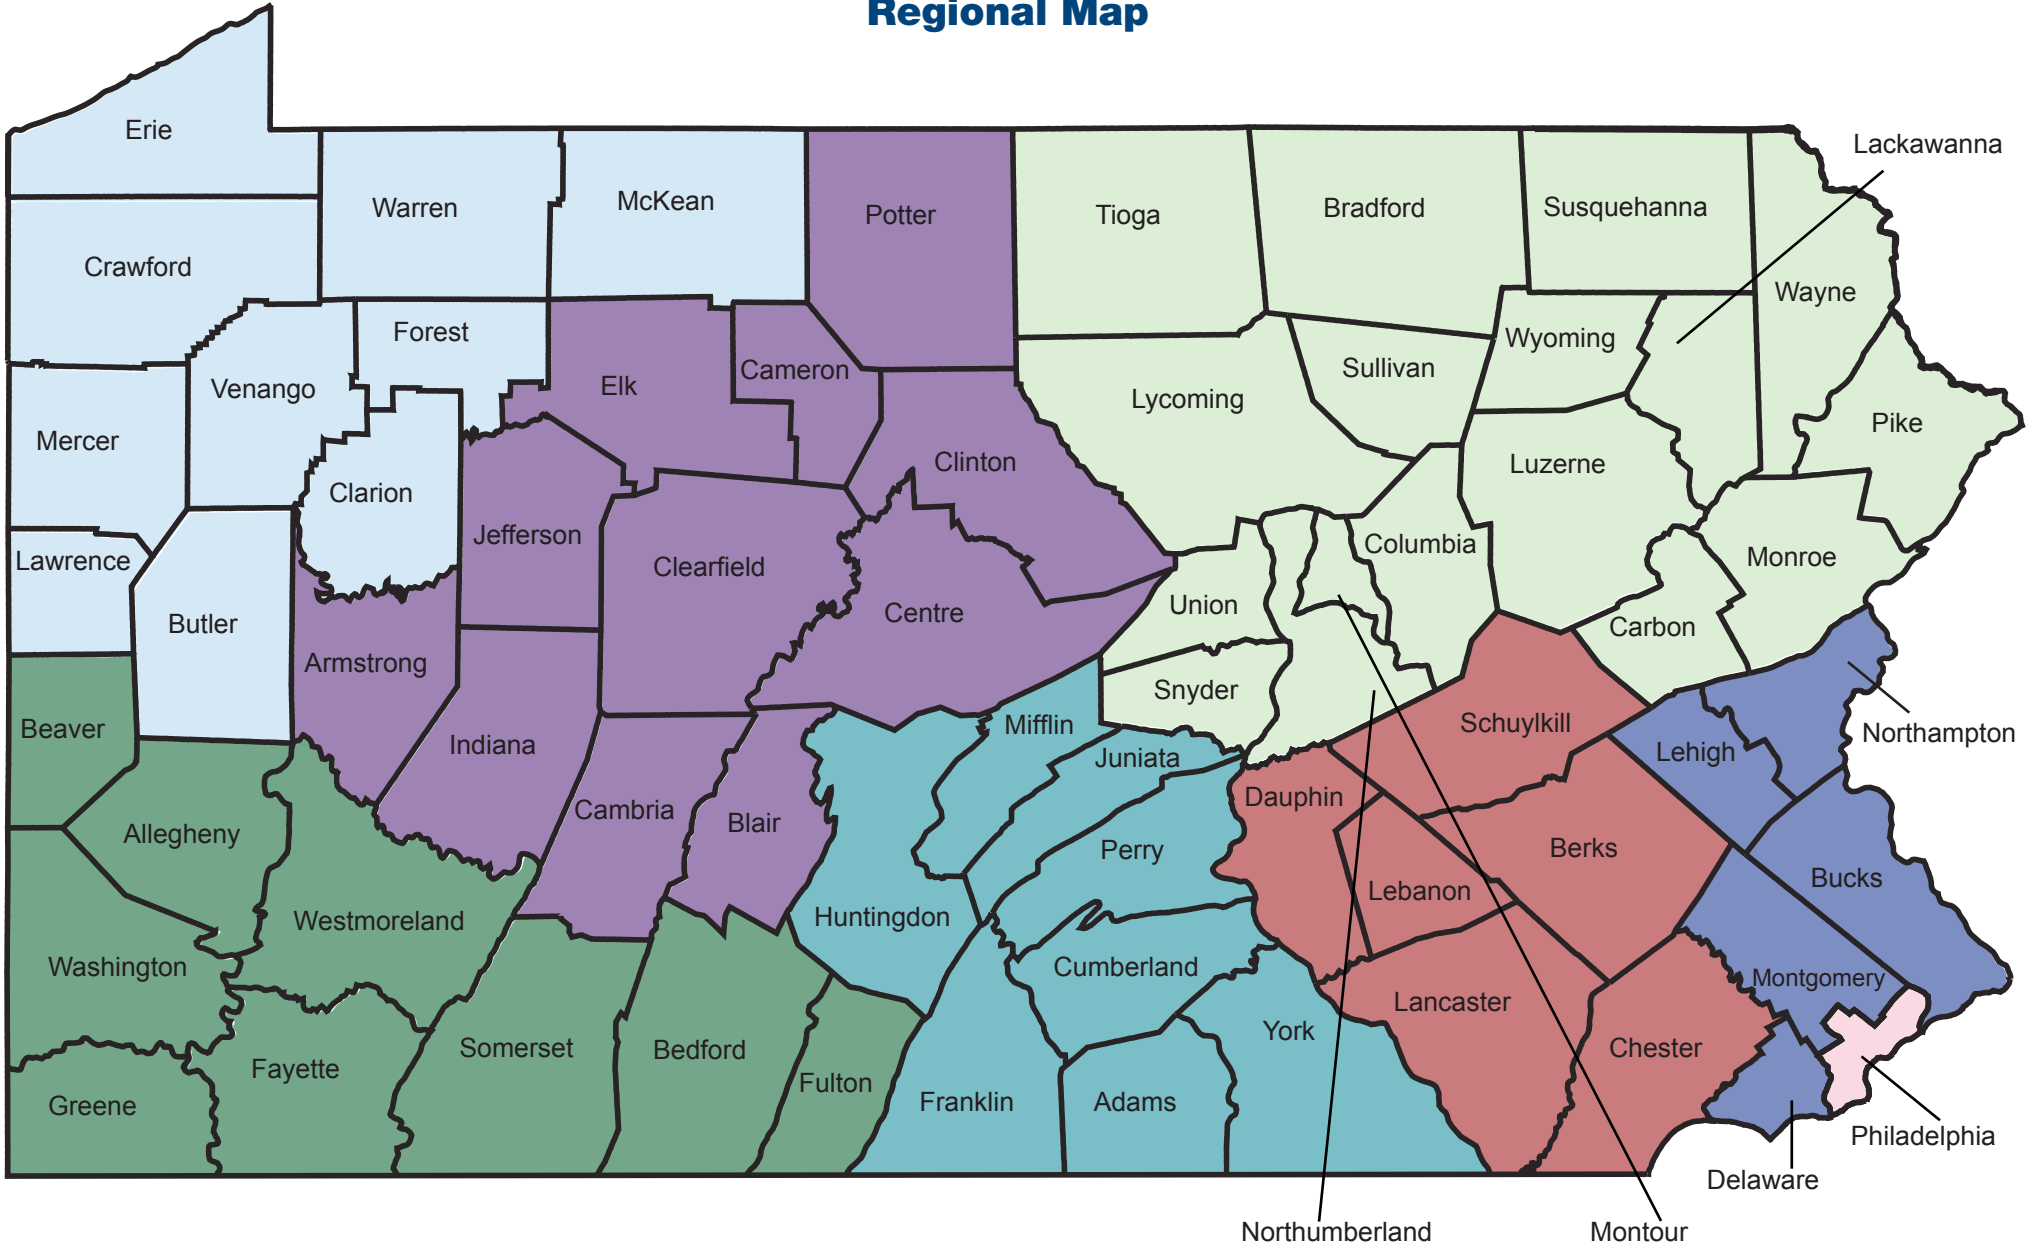 Regional Map
Erie
Lackawanna
Warren
McKean
Potter
Tioga
Bradford
Susquehanna
Crawford
Wayne
Forest
Wyoming
Venango
Elk
Cameron
Sullivan
Lycoming
Pike
Mercer
Clarion
Clinton
Luzerne
Jefferson
Columbia
Lawrence
Clearfield
Monroe
Butler
Centre
Union
Carbon
Armstrong
Snyder
Beaver
Indiana
Mifflin
Schuylkill
Northampton
Juniata
Lehigh
Allegheny
Cambria
Blair
Dauphin
Perry
Berks
Bucks
Westmoreland
Huntingdon
Lebanon
Washington
Cumberland
Montgomery
Lancaster
Fayette
Somerset
Bedford
York
Chester
Fulton
Greene
Franklin
Adams
Philadelphia
Delaware
Northumberland
Montour